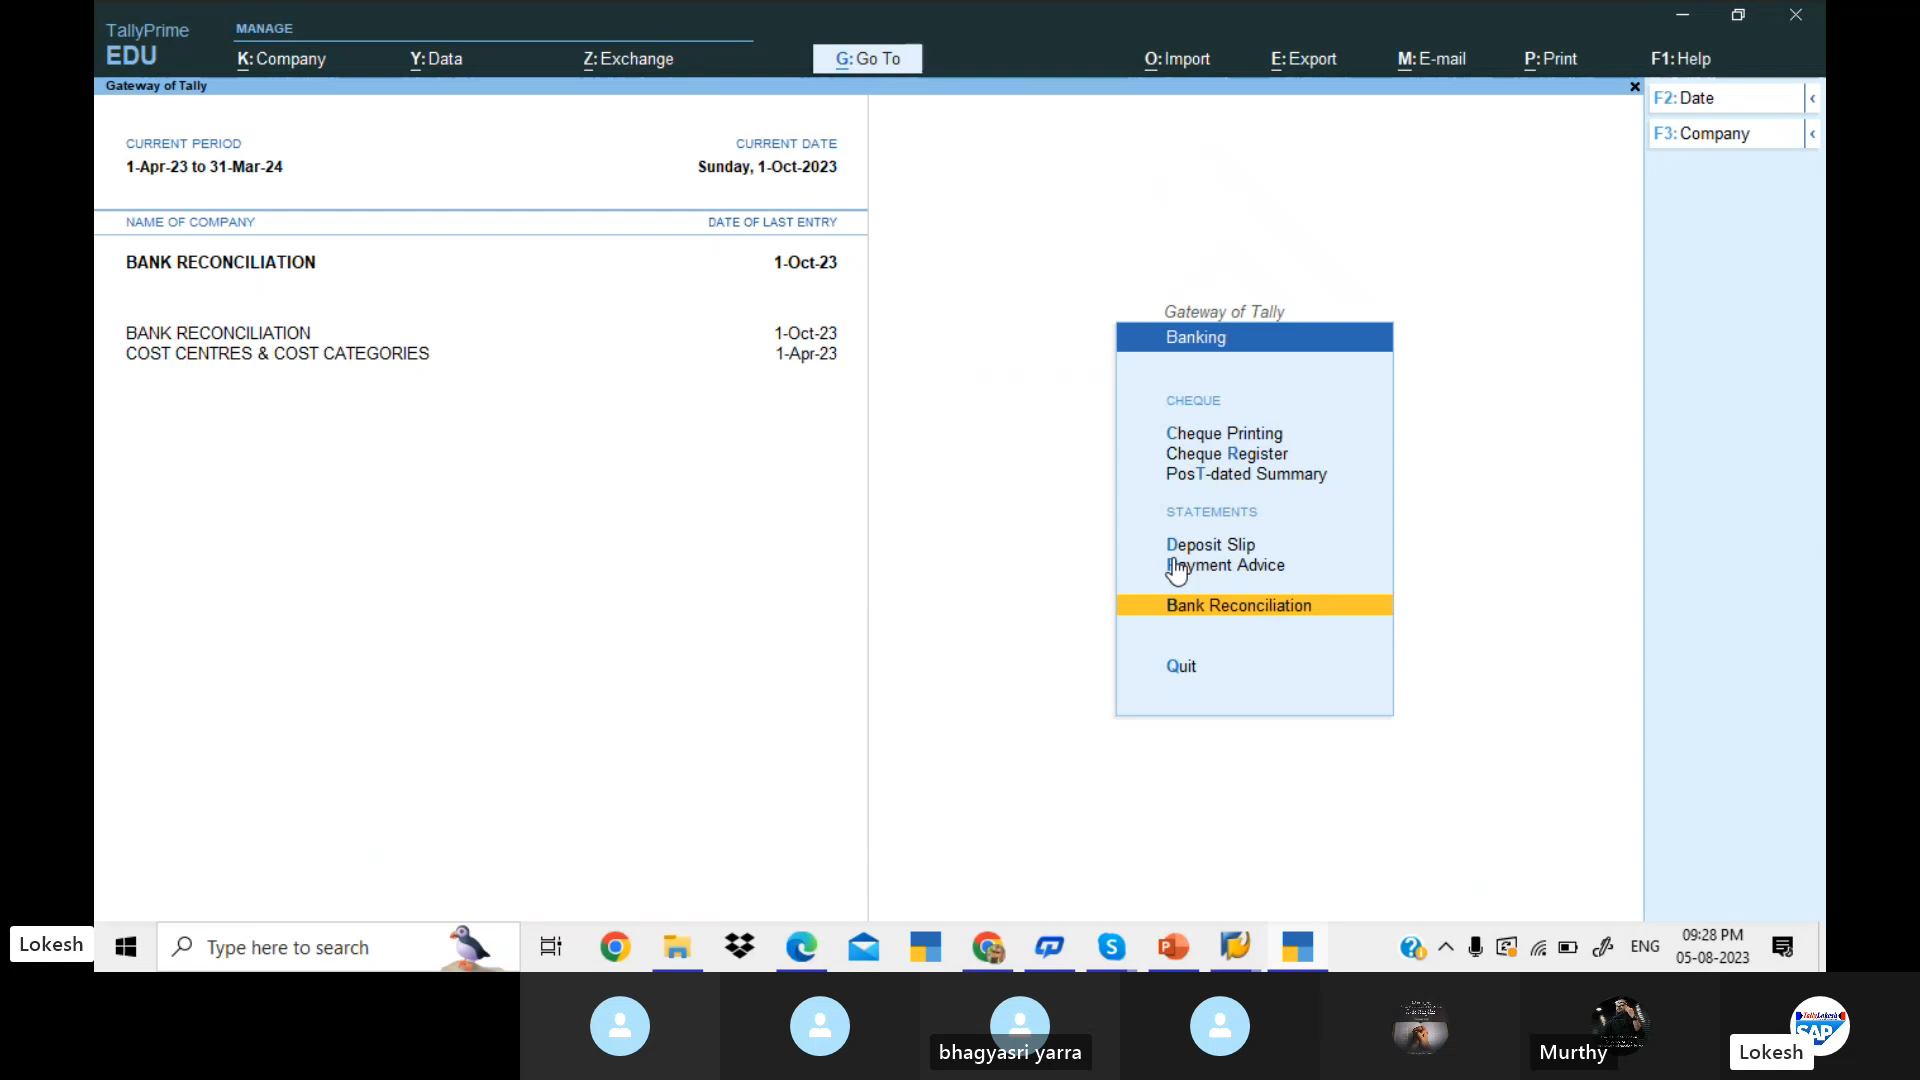 TallyPrime
EDU
MANAGE
K: Company
Y: Data
Z: Exchange
G: Go To
O: Import
E: Export
M: E-mail
P: Print
F1: Help
Gateway of Tally
F2: Date
F3: Company
CURRENT PERIOD
CURRENT DATE
1-Apr-23 to 31-Mar-24
Sunday, 1-Oct-2023
NAME OF COMPANY
DATE OF LAST ENTRY
BANK RECONCILIATION
1-Oct-23
BANK RECONCILIATION
1-Oct-23
COST CENTRES & COST CATEGORIES
1-Apr-23
Gateway of Tally
Banking
CHEQUE
Cheque Printing
Cheque Register
PosT-dated Summary
STATEMENTS
Deposit Slip
Payment Advice
Bank Reconciliation
Quit
Lokesh
Type here to search
ENG
09:28 PM
05-08-2023
bhagyasri yarra
Murthy
SAP
Lokesh